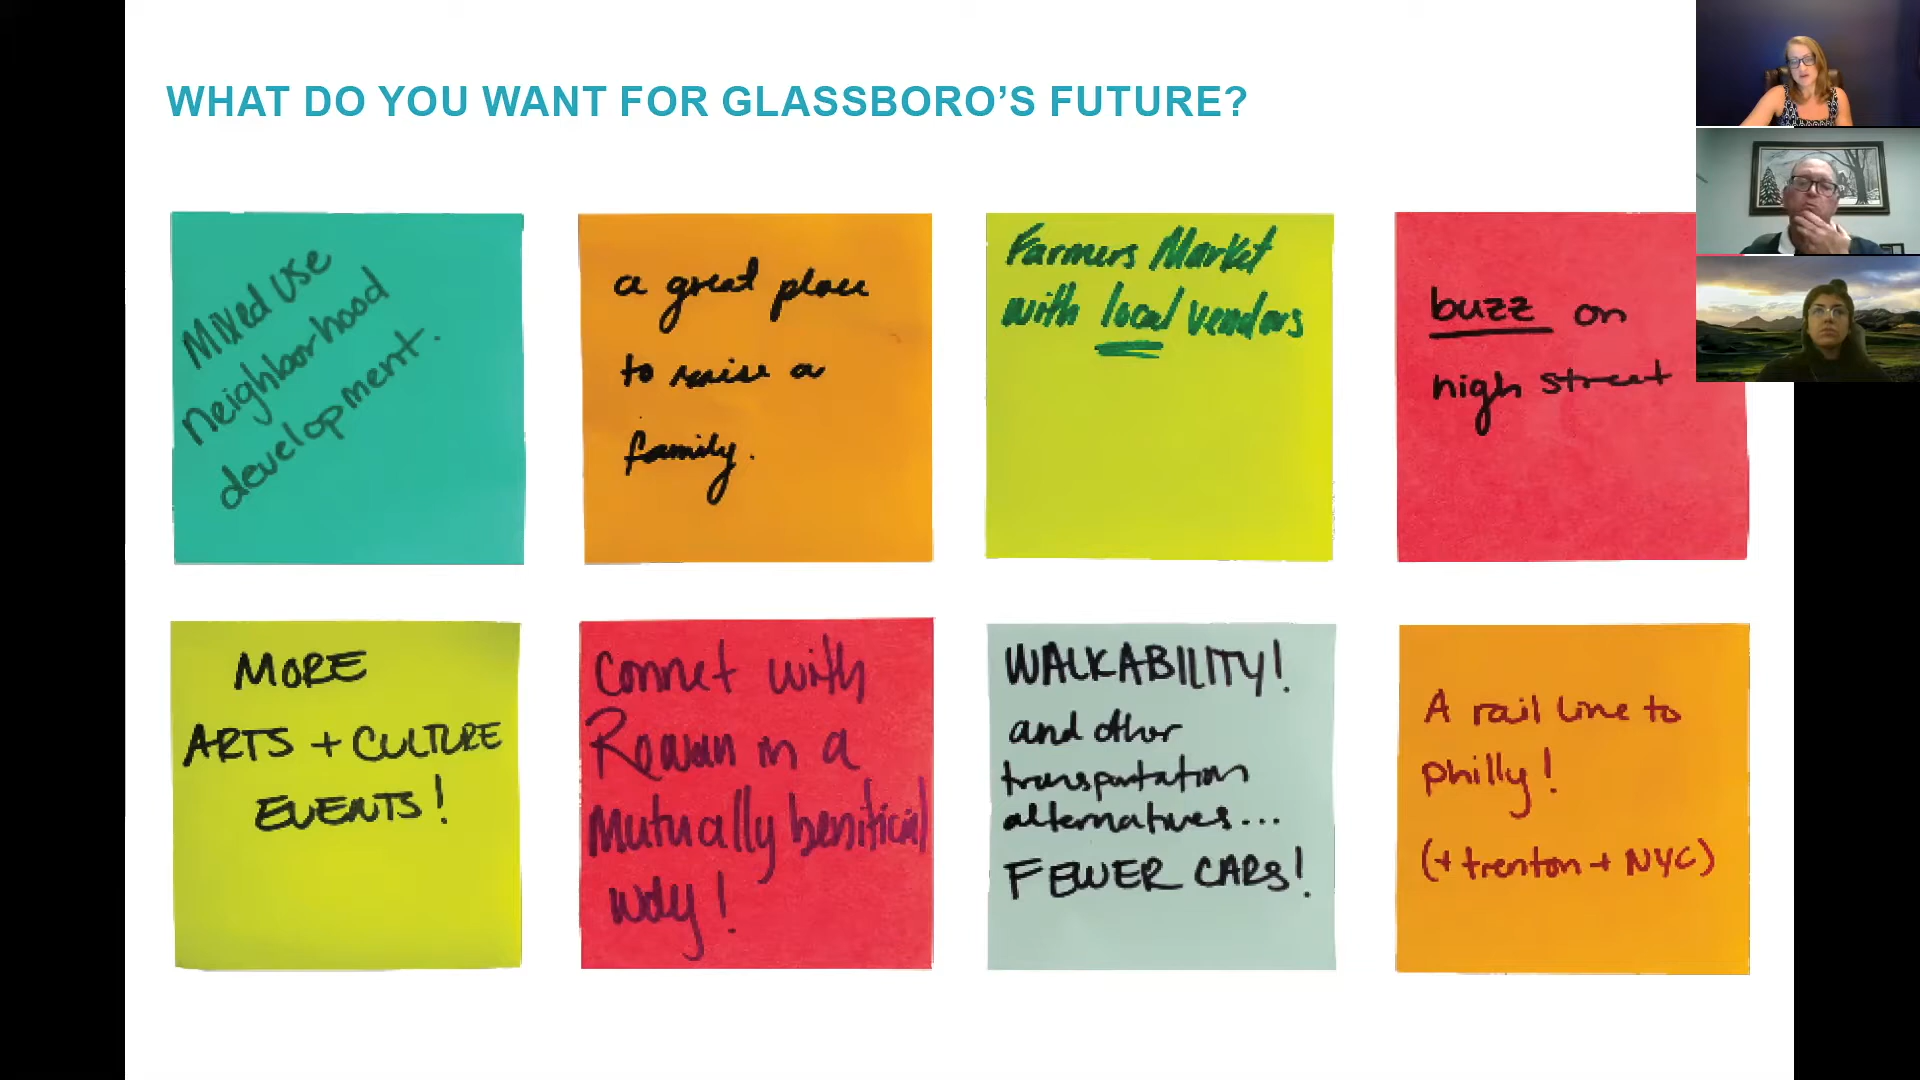 WHAT DO YOU WANT FOR GLASSBORO'S FUTURE?
Mixed Use
neighborhood
development.
a great place
to raise a
family.
Farmers Market
with local vendors
buzz on
high street
MORE
ARTS + CULTURE
EVENTS!
Connet with
Rowan in a
Mutually benificial
way!
WALKABILITY!
and other
transportation
alternatives...
FEWER CARS!
A rail line to
philly!
(+ trenton + NYC)